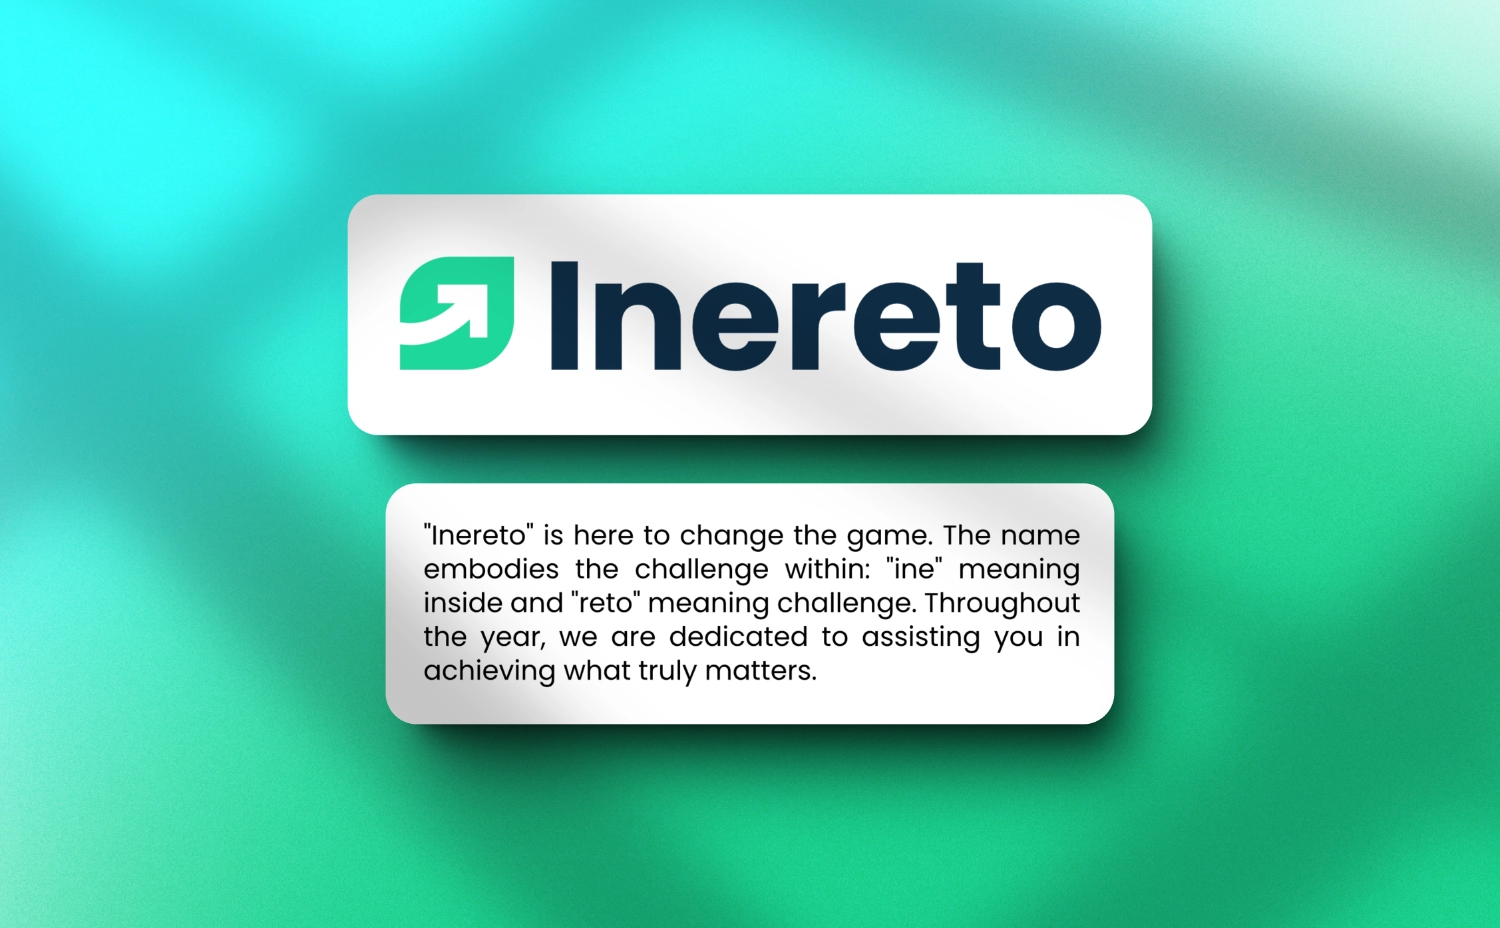 Inereto
"Inereto" is here to change the game. The name
embodies the challenge within: "ine" meaning
inside and "reto" meaning challenge. Throughout
the year, we are dedicated to assisting you in
achieving what truly matters.